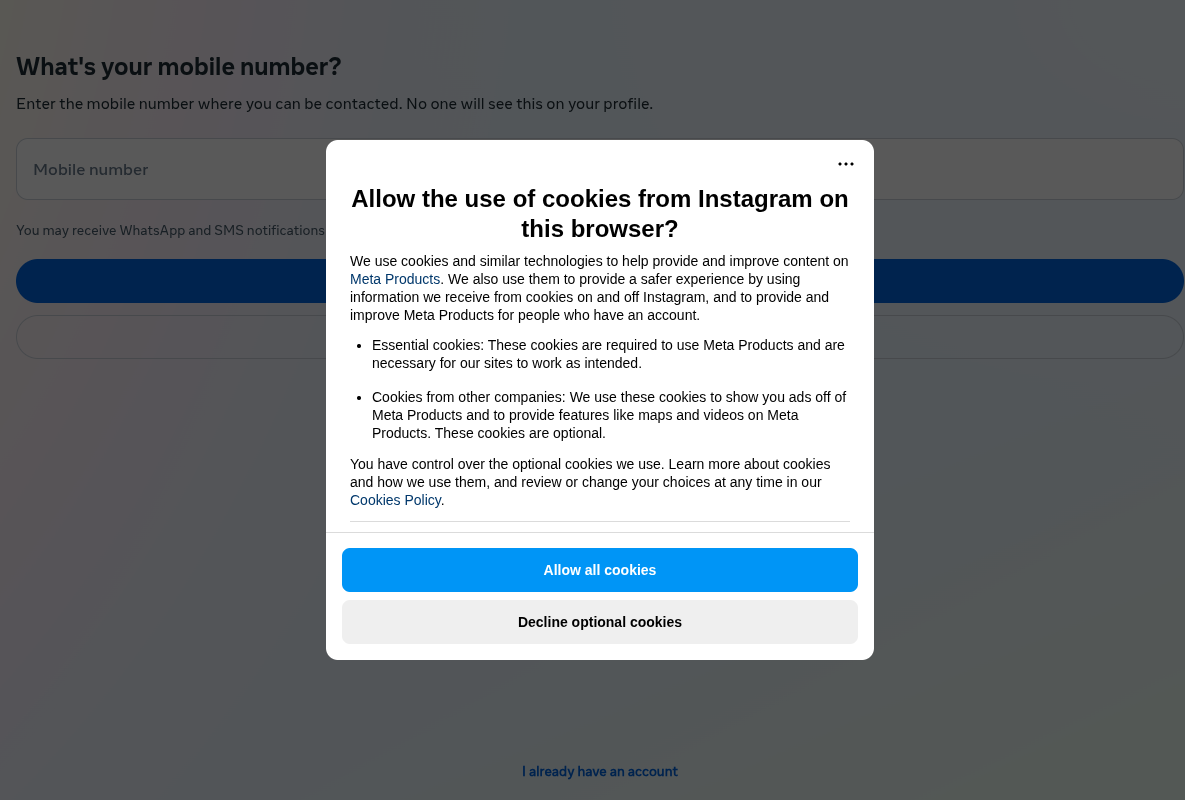 What's your mobile number?
Enter the mobile number where you can be contacted. No one will see this on your profile.
Mobile number
You may receive WhatsApp and SMS notifications
Allow the use of cookies from Instagram on
this browser?
We use cookies and similar technologies to help provide and improve content on
Meta Products. We also use them to provide a safer experience by using
information we receive from cookies on and off Instagram, and to provide and
improve Meta Products for people who have an account.
• Essential cookies: These cookies are required to use Meta Products and are
necessary for our sites to work as intended.
• Cookies from other companies: We use these cookies to show you ads off of
Meta Products and to provide features like maps and videos on Meta
Products. These cookies are optional.
You have control over the optional cookies we use. Learn more about cookies
and how we use them, and review or change your choices at any time in our
Cookies Policy.
Allow all cookies
Decline optional cookies
I already have an account